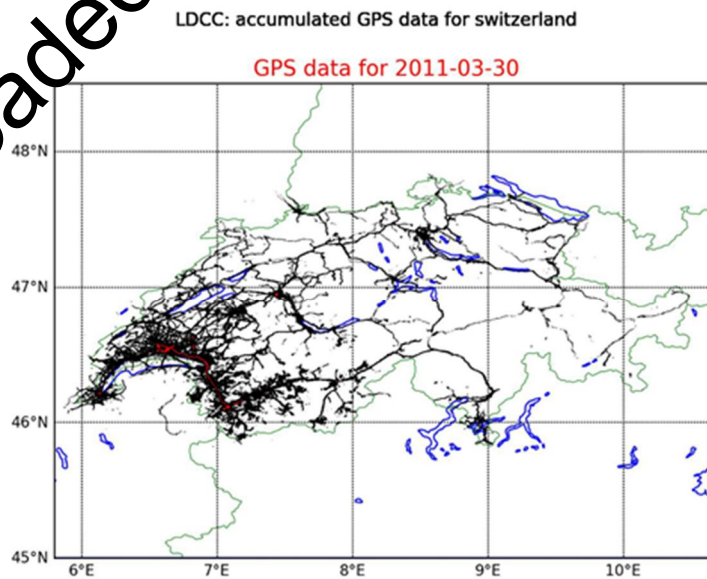 LDCC: accumulated GPS data for switzerland
GPS data for 2011-03-30
48°N
47°N
46°N
45°N
6°E 7°E 8°E 9°E 10°E